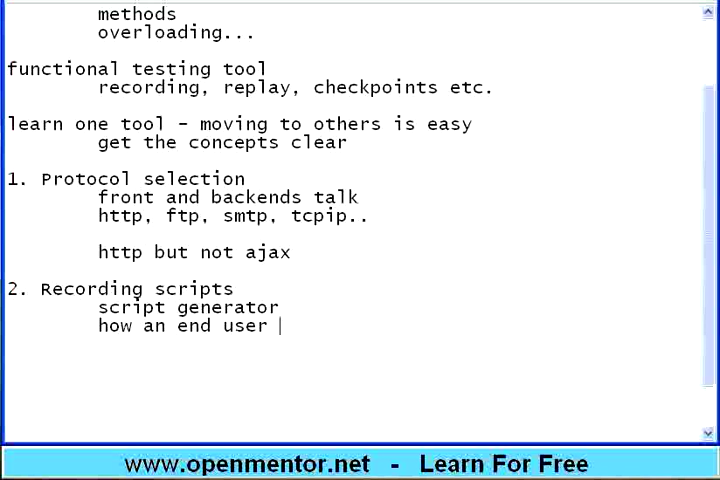 methods
overloading...
functional testing tool
recording, replay, checkpoints etc.
learn one tool - moving to others is easy
get the concepts clear
1. Protocol selection
front and backends talk
http, ftp, smtp, tcpip..
http but not ajax
2. Recording scripts
script generator
how an end user
www.openmentor.net - Learn For Free